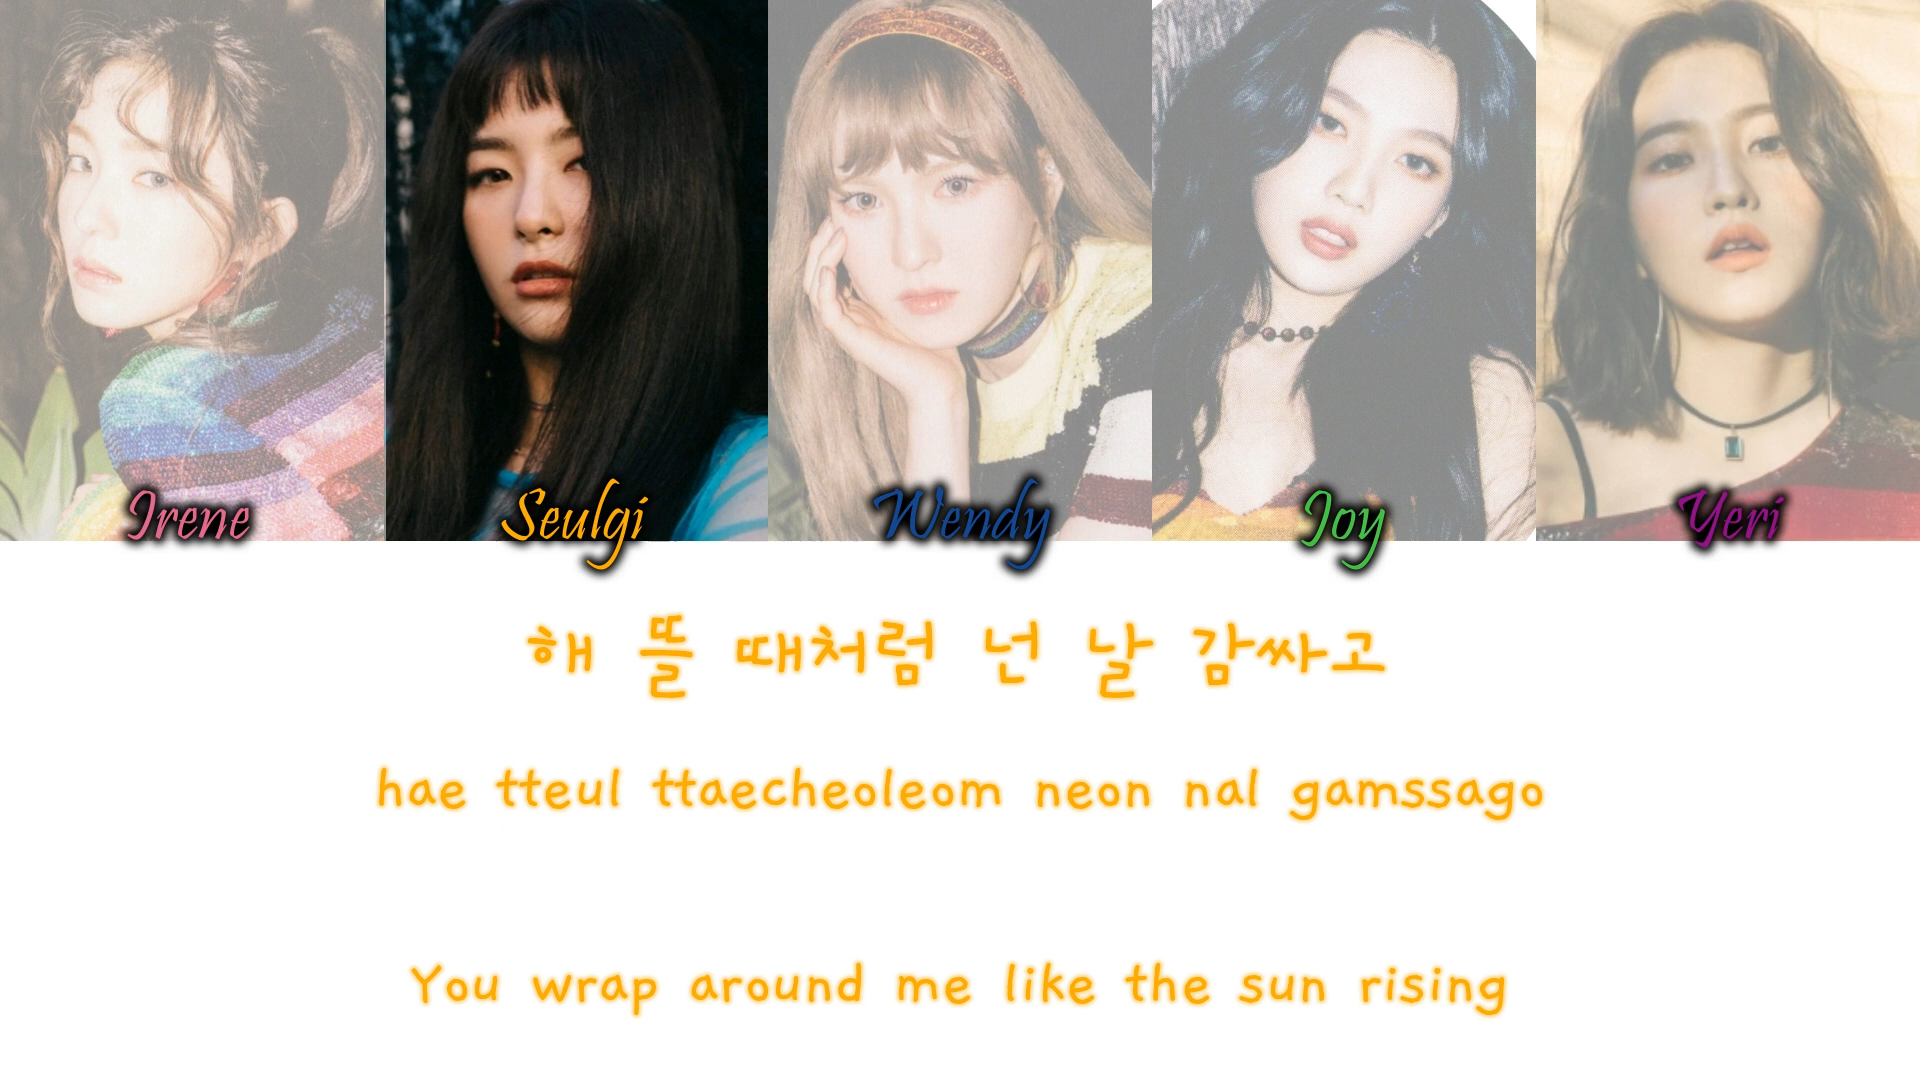 Irene Seulgi Wendy Joy Yeri
해 뜰 때처럼 넌 날 감싸고
hae tteul ttaecheoleom neon nal gamssago
You wrap around me like the sun rising